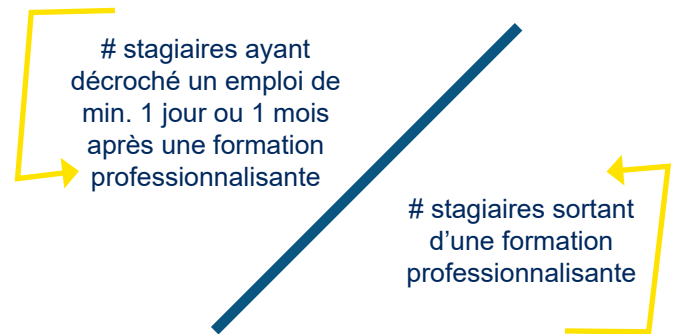 # stagiaires ayant
décroché un emploi de
min. 1 jour ou 1 mois
après une formation
professionnalisante
# stagiaires sortant
d’une formation
professionnalisante